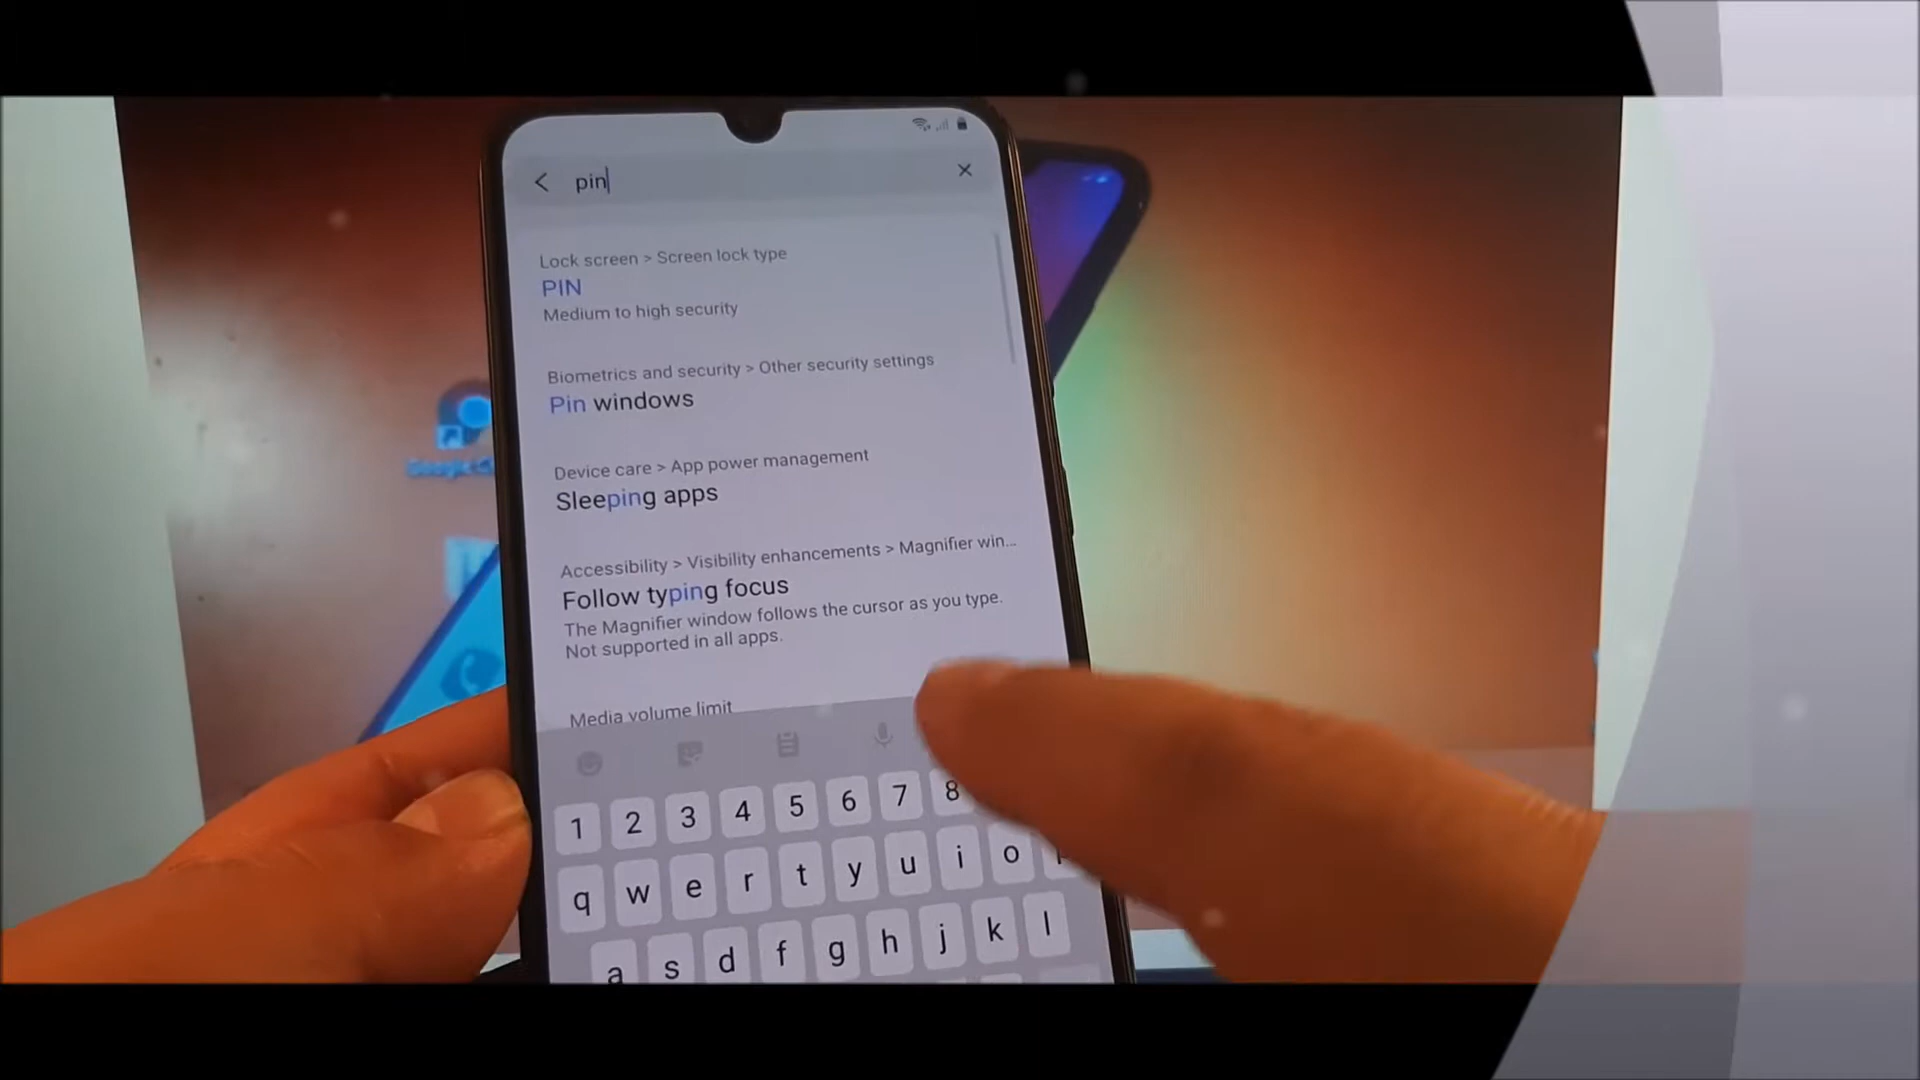 pin
Lock screen > Screen lock type
PIN
Medium to high security
Biometrics and security > Other security settings
Pin windows
Device care > App power management
Sleeping apps
Accessibility > Visibility enhancements > Magnifier win...
Follow typing focus
The Magnifier window follows the cursor as you type.
Not supported in all apps.
Media volume limit
1 2 3 4 5 6 7 8
q w e r t y u i o
a s d f g h j k l